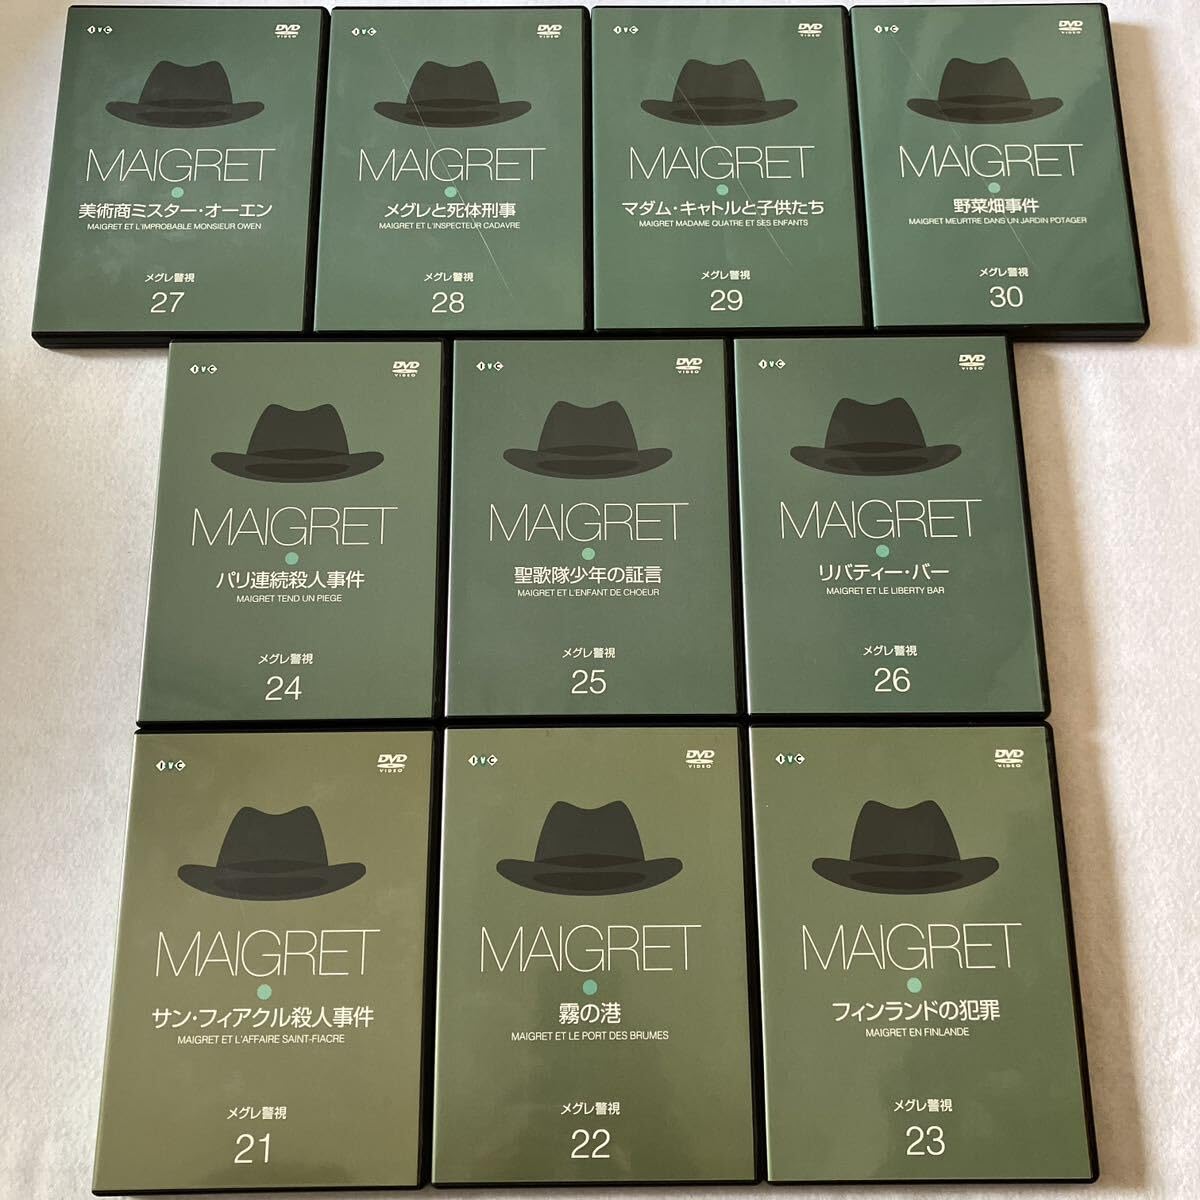 IVC
DVD
VIDEO
MAIGRET
美術商ミスター・オーエン
MAIGRET ET L'IMPROBABLE MONSIEUR OWEN
メグレ警視
27
IVC
DVD
VIDEO
MAIGRET
メグレと死体刑事
MAIGRET ET L'INSPECTEUR CADAVRE
メグレ警視
28
IVC
DVD
VIDEO
MAIGRET
マダム・キャトルと子供たち
MAIGRET MADAME QUATRE ET SES ENFANTS
メグレ警視
29
IVC
DVD
VIDEO
MAIGRET
野菜畑事件
MAIGRET MEURTRE DANS UN JARDIN POTAGER
メグレ警視
30
IVC
DVD
VIDEO
MAIGRET
パリ連続殺人事件
MAIGRET TEND UN PIEGE
メグレ警視
24
IVC
DVD
VIDEO
MAIGRET
聖歌隊少年の証言
MAIGRET ET L'ENFANT DE CHOEUR
メグレ警視
25
IVC
DVD
VIDEO
MAIGRET
リバティー・バー
MAIGRET ET LE LIBERTY BAR
メグレ警視
26
IVC
DVD
VIDEO
MAIGRET
サン・フィアクル殺人事件
MAIGRET ET L'AFFAIRE SAINT-FIACRE
メグレ警視
21
IVC
DVD
VIDEO
MAIGRET
霧の港
MAIGRET ET LE PORT DES BRUMES
メグレ警視
22
IVC
DVD
VIDEO
MAIGRET
フィンランドの犯罪
MAIGRET EN FINLANDE
メグレ警視
23